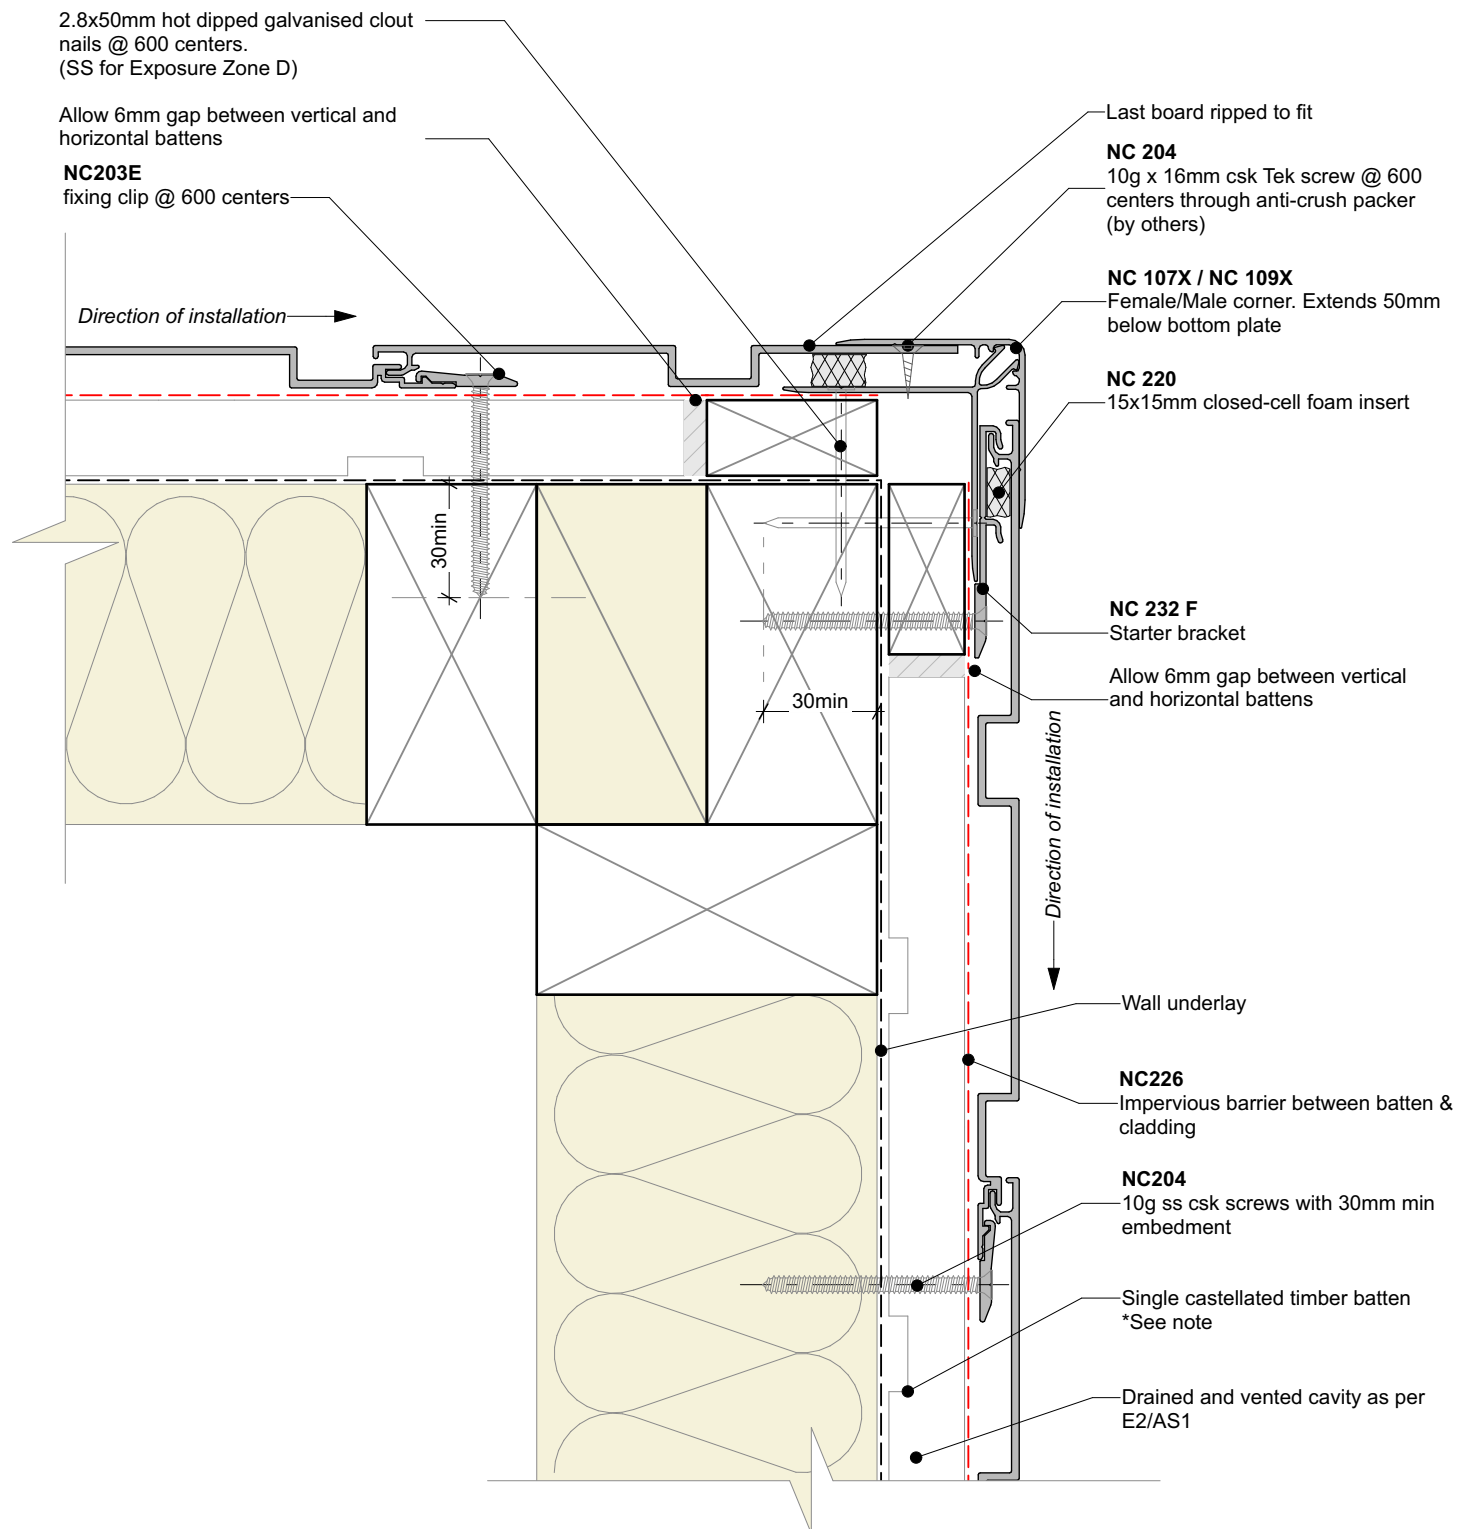 2.8x50mm hot dipped galvanised clout
nails @ 600 centers.
(SS for Exposure Zone D)
Allow 6mm gap between vertical and
horizontal battens
NC203E
fixing clip @ 600 centers
Direction of installation
Last board ripped to fit
NC 204
10g x 16mm csk Tek screw @ 600
centers through anti-crush packer
(by others)
NC 107X / NC 109X
Female/Male corner. Extends 50mm
below bottom plate
NC 220
15x15mm closed-cell foam insert
30min
30min
NC 232 F
Starter bracket
Allow 6mm gap between vertical
and horizontal battens
Direction of installation
Wall underlay
NC226
Impervious barrier between batten &
cladding
NC204
10g ss csk screws with 30mm min
embedment
Single castellated timber batten
*See note
Drained and vented cavity as per
E2/AS1